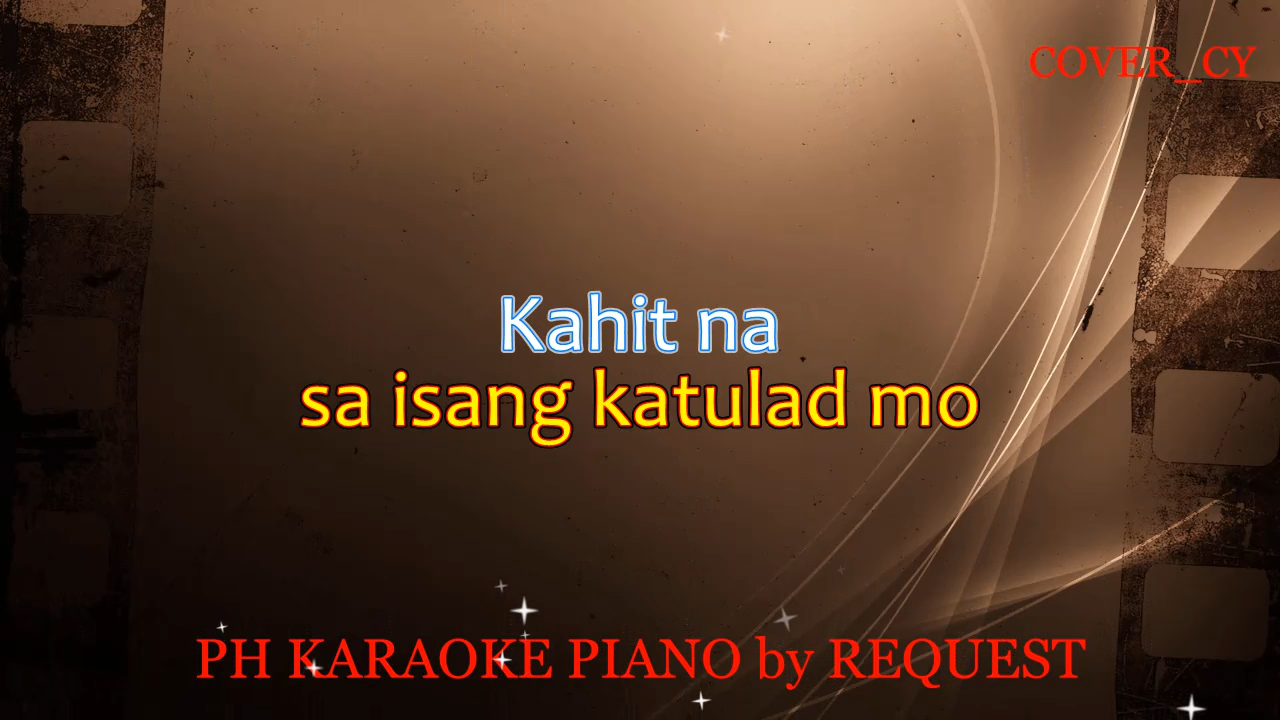 COVER_CY
Kahit na
sa isang katulad mo
PH KARAOKE PIANO by REQUEST